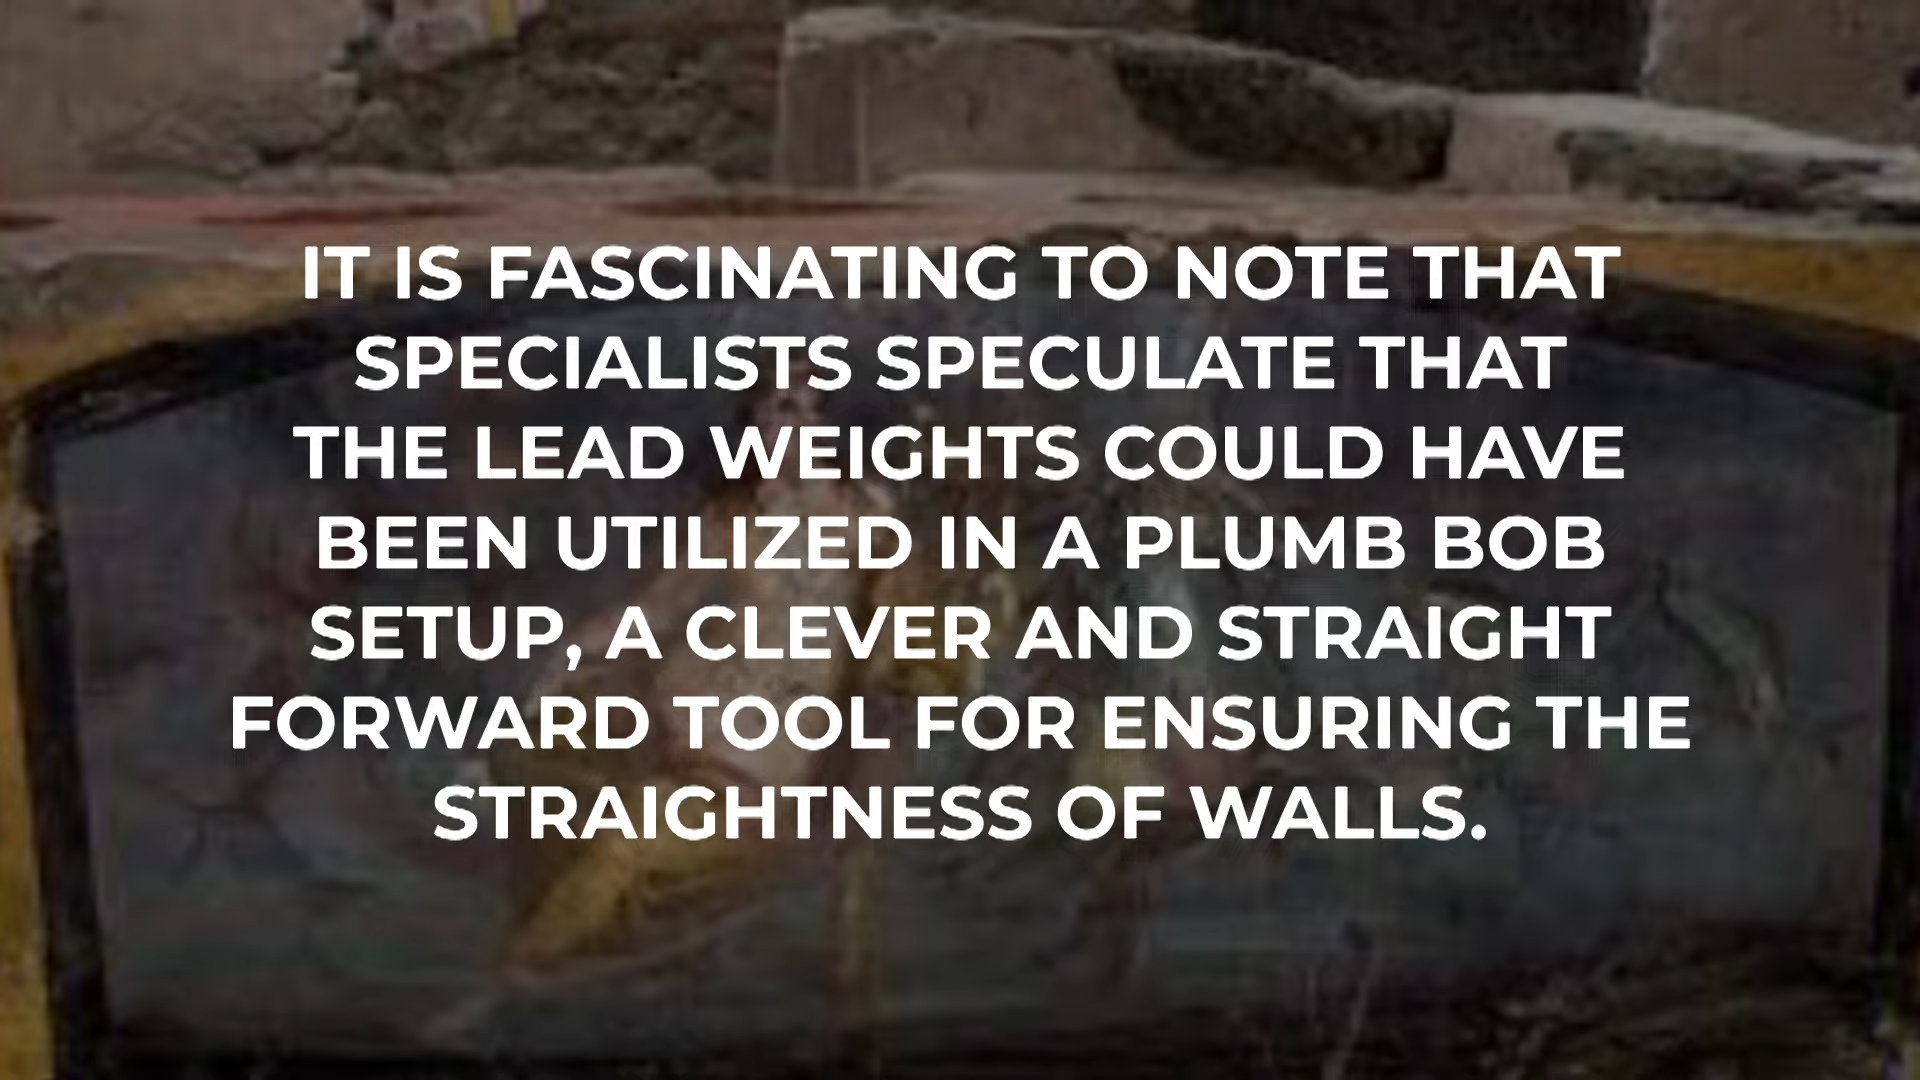 IT IS FASCINATING TO NOTE THAT
SPECIALISTS SPECULATE THAT
THE LEAD WEIGHTS COULD HAVE
BEEN UTILIZED IN A PLUMB BOB
SETUP, A CLEVER AND STRAIGHT
FORWARD TOOL FOR ENSURING THE
STRAIGHTNESS OF WALLS.